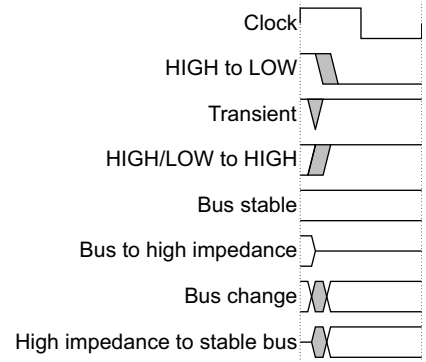 Clock
HIGH to LOW
Transient
HIGH/LOW to HIGH
Bus stable
Bus to high impedance
Bus change
High impedance to stable bus